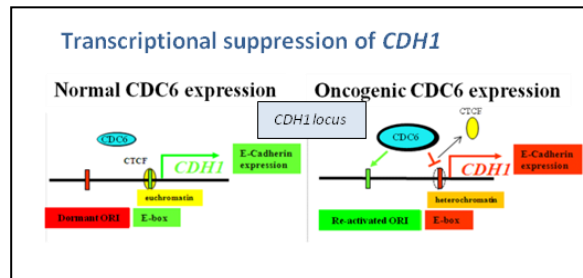 Transcriptional suppression of CDH1
Normal CDC6 expression
Oncogenic CDC6 expression
CDH1 locus
CDC6
CTCF
CDH1
E-Cadherin
expression
euchromatin
Dormant ORI
E-box
CTCF
CDC6
CDH1
E-Cadherin
expression
heterochromatin
Re-activated ORI
E-box